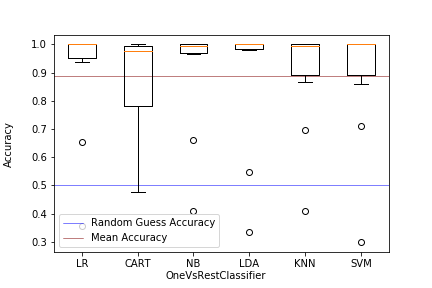 1.0
0.9
0.8
0.7
0.6
0.5
0.4
0.3
Accuracy
Random Guess Accuracy
Mean Accuracy
LR CART NB LDA KNN SVM
OneVsRestClassifier